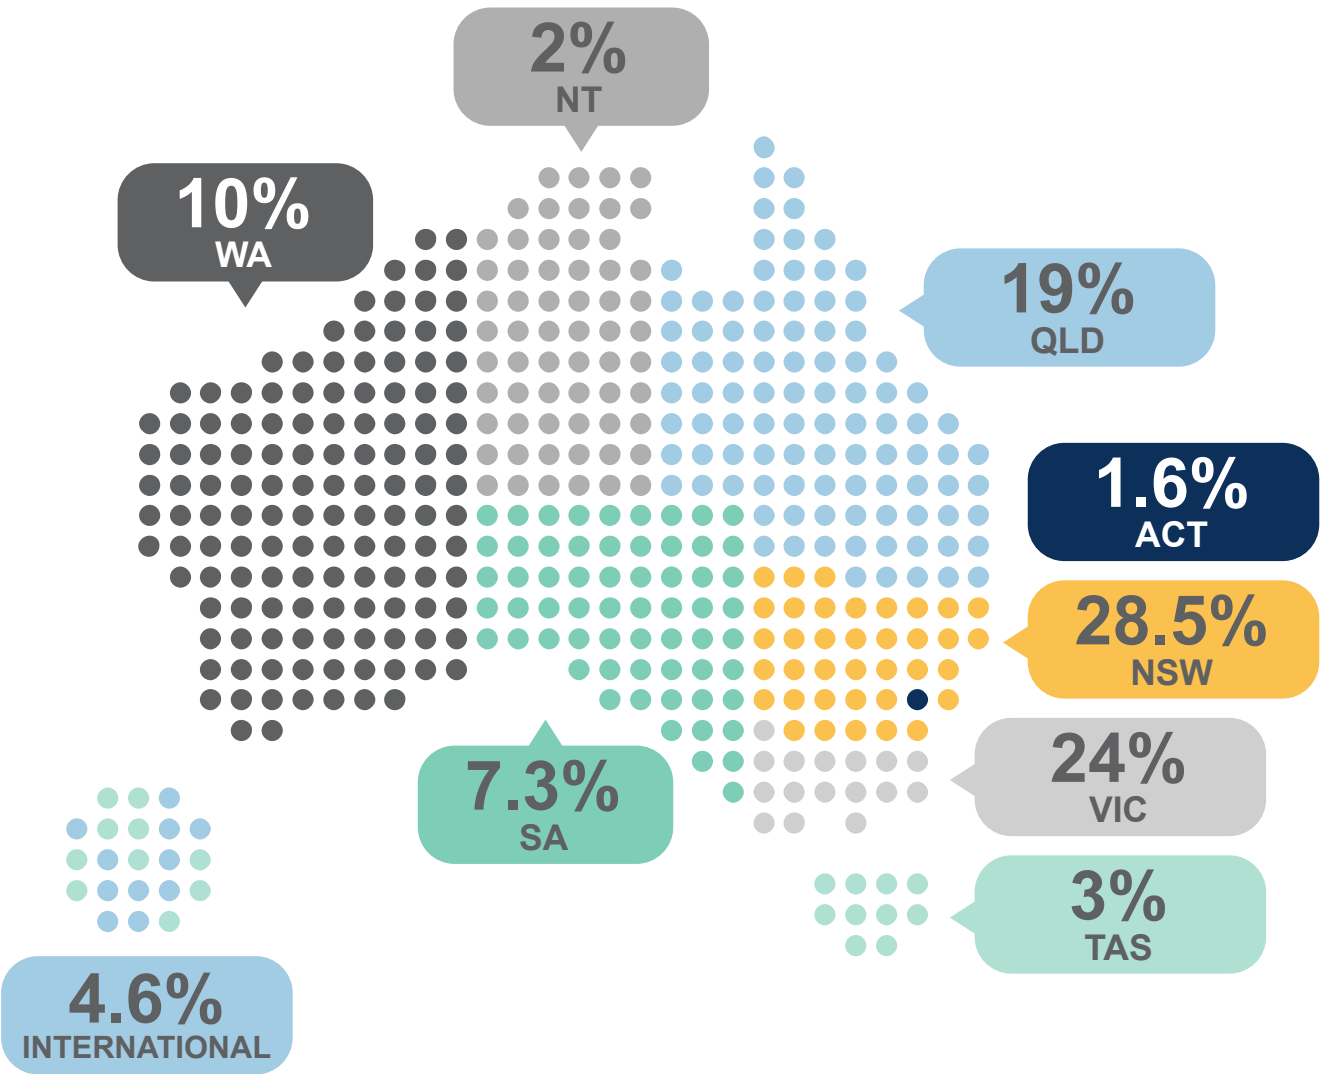 2%
NT
10%
WA
19%
QLD
1.6%
ACT
28.5%
NSW
24%
VIC
7.3%
SA
3%
TAS
4.6%
INTERNATIONAL